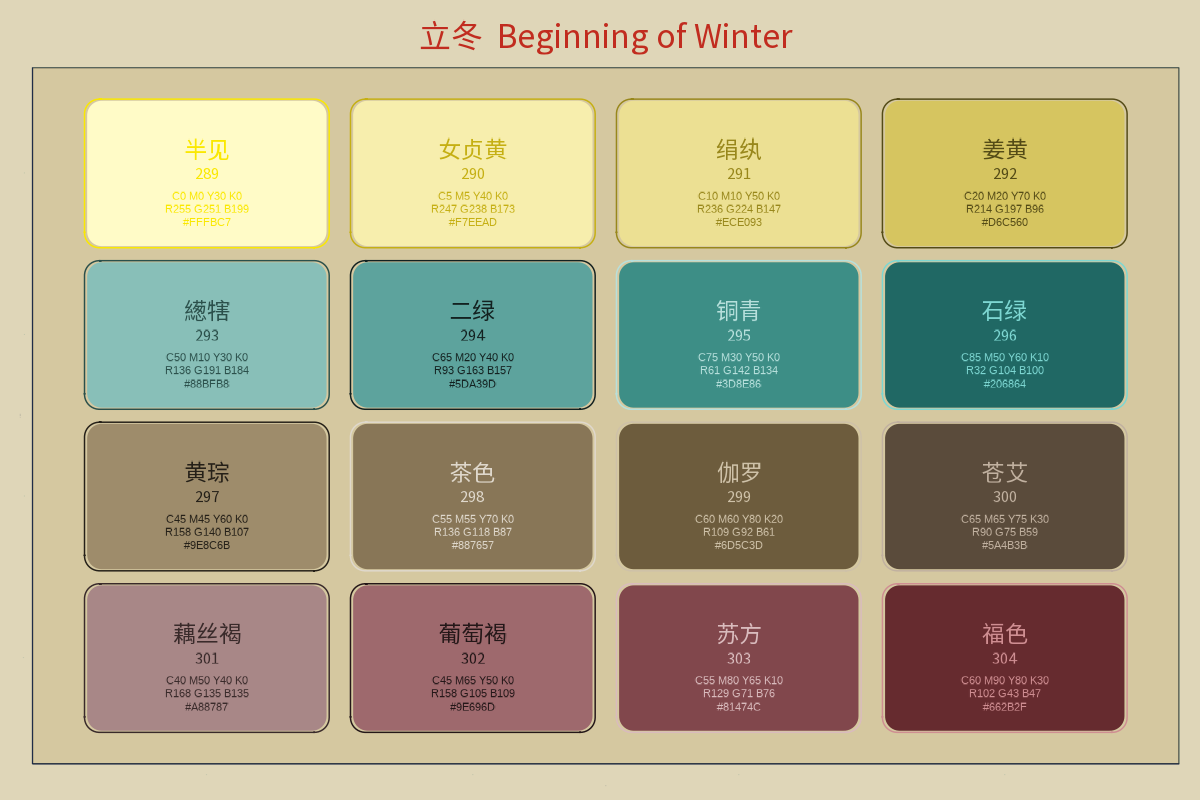 立冬 Beginning of Winter
半见
289
C0 M0 Y30 K0
R255 G251 B199
#FFFBC7
女贞黄
290
C5 M5 Y40 K0
R247 G238 B173
#F7EEAD
绢纨
291
C10 M10 Y50 K0
R236 G224 B147
#ECE093
姜黄
292
C20 M20 Y70 K0
R214 G197 B96
#D6C560
繱犗
293
C50 M10 Y30 K0
R136 G191 B184
#88BFB8
二绿
294
C65 M20 Y40 K0
R93 G163 B157
#5DA39D
铜青
295
C75 M30 Y50 K0
R61 G142 B134
#3D8E86
石绿
296
C85 M50 Y60 K10
R32 G104 B100
#206864
黄琮
297
C45 M45 Y60 K0
R158 G140 B107
#9E8C6B
茶色
298
C55 M55 Y70 K0
R136 G118 B87
#887657
伽罗
299
C60 M60 Y80 K20
R109 G92 B61
#6D5C3D
苍艾
300
C65 M65 Y75 K30
R90 G75 B59
#5A4B3B
藕丝褐
301
C40 M50 Y40 K0
R168 G135 B135
#A88787
葡萄褐
302
C45 M65 Y50 K0
R158 G105 B109
#9E696D
苏方
303
C55 M80 Y65 K10
R129 G71 B76
#81474C
福色
304
C60 M90 Y80 K30
R102 G43 B47
#662B2F